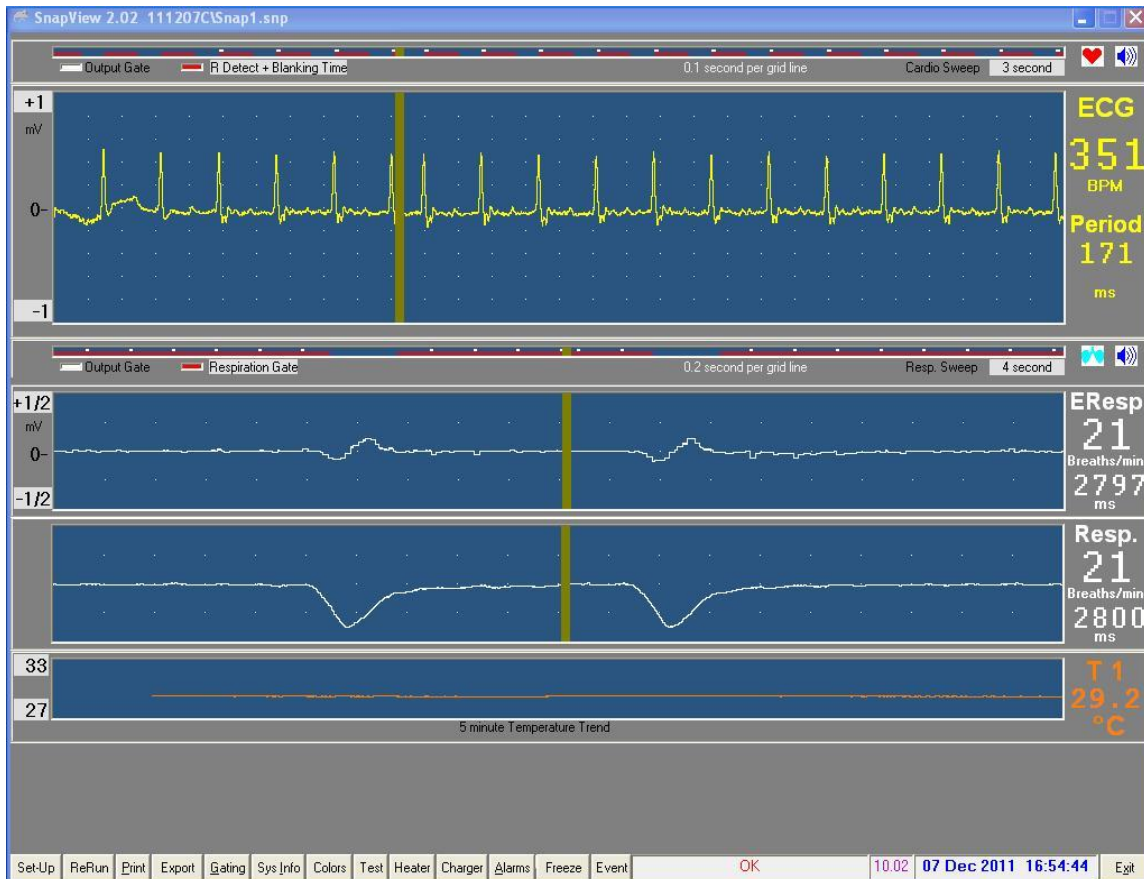 SnapView 2.02 111207C\Snap1.snp
Output Gate R Detect + Blanking Time 0.1 second per grid line Cardio Sweep 3 second
+1
mV
0-
-1
ECG
351
BPM
Period
171
ms
Output Gate Respiration Gate 0.2 second per grid line Resp. Sweep 4 second
+1/2
mV
0-
-1/2
EResp
21
Breaths/min
2797
ms
Resp.
21
Breaths/min
2800
ms
33
27
T 1
29.2
°C
5 minute Temperature Trend
Set-Up ReRun Print Export Gating Sys Info Colors Test Heater Charger Alarms Freeze Event OK 10.02 07 Dec 2011 16:54:44 Exit